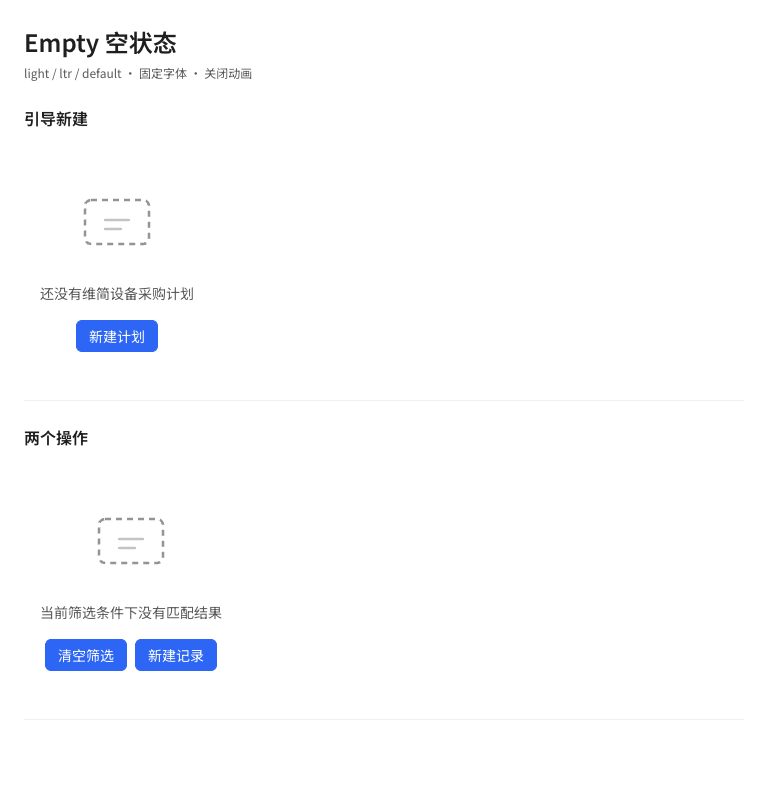 Empty 空状态
light / ltr / default ・ 固定字体 ・ 关闭动画
引导新建
还没有维简设备采购计划
新建计划
两个操作
当前筛选条件下没有匹配结果
清空筛选 新建记录